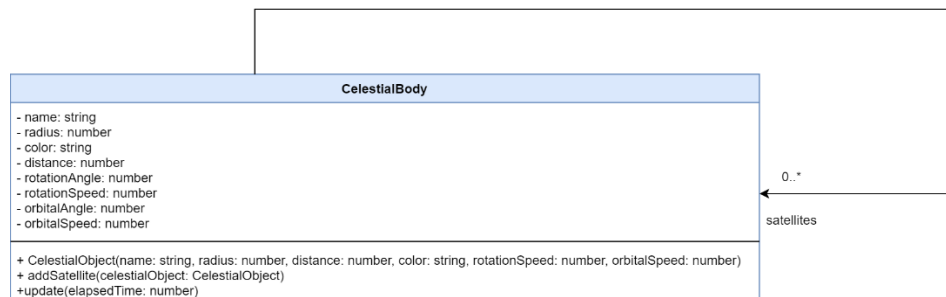 CelestialBody
- name: string
- radius: number
- color: string
- distance: number
- rotationAngle: number
- rotationSpeed: number
- orbitalAngle: number
- orbitalSpeed: number
0..*
satellites
+ CelestialObject(name: string, radius: number, distance: number, color: string, rotationSpeed: number, orbitalSpeed: number)
+ addSatellite(celestialObject: CelestialObject)
+update(elapsedTime: number)